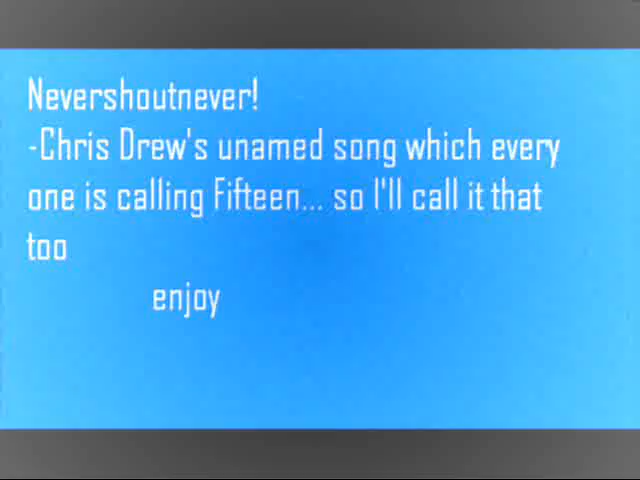 Nevershoutnever!
-Chris Drew's unamed song which every
one is calling Fifteen... so I'll call it that
too
enjoy